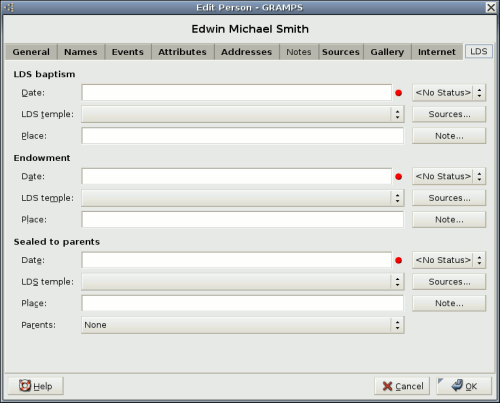 Edit Person - GRAMPS
Edwin Michael Smith
General Names Events Attributes Addresses Notes Sources Gallery Internet LDS
LDS baptism
Date: <No Status>
LDS temple: Sources...
Place: Note...
Endowment
Date: <No Status>
LDS temple: Sources...
Place: Note...
Sealed to parents
Date: <No Status>
LDS temple: Sources...
Place: Note...
Parents: None
Help Cancel OK